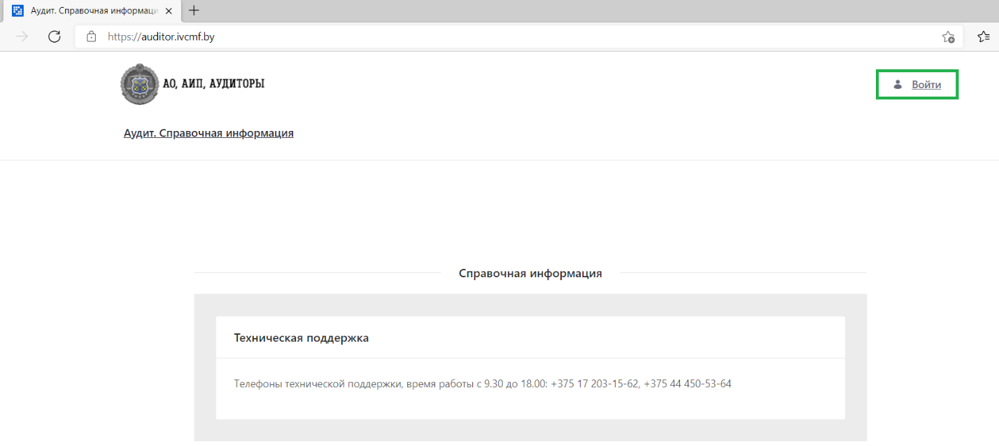 Аудит. Справочная информаци
https://auditor.ivcmf.by
АО, АИП, АУДИТОРЫ
Войти
Аудит. Справочная информация
Справочная информация
Техническая поддержка
Телефоны технической поддержки, время работы с 9.30 до 18.00: +375 17 203-15-62, +375 44 450-53-64